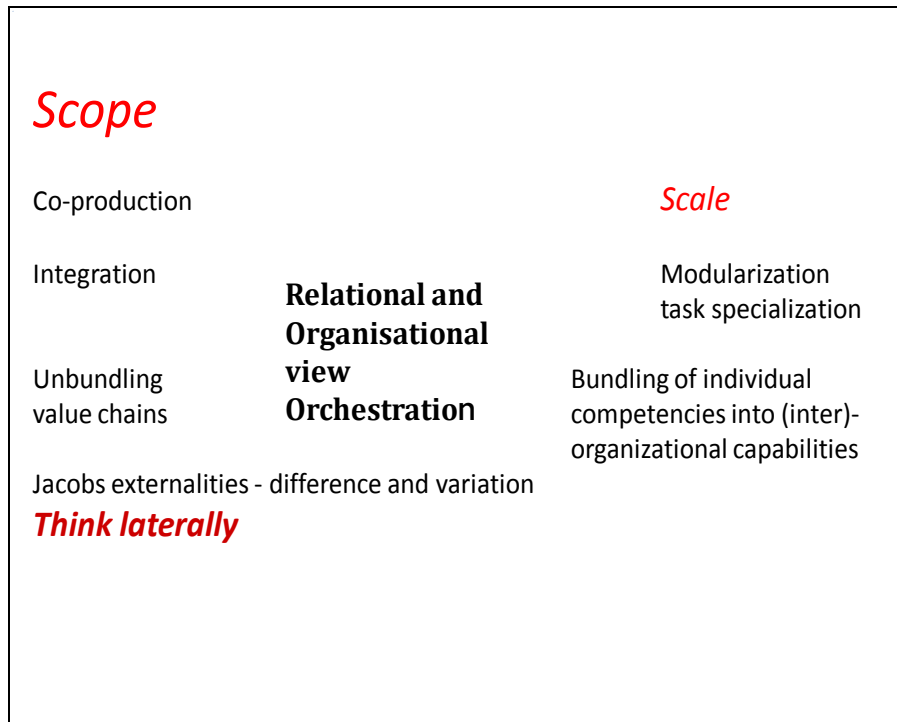 Scope
Co-production
Scale
Integration
Modularization
task specialization
Relational and
Organisational
view
Orchestration
Unbundling
value chains
Bundling of individual
competencies into (inter)-
organizational capabilities
Jacobs externalities - difference and variation
Think laterally